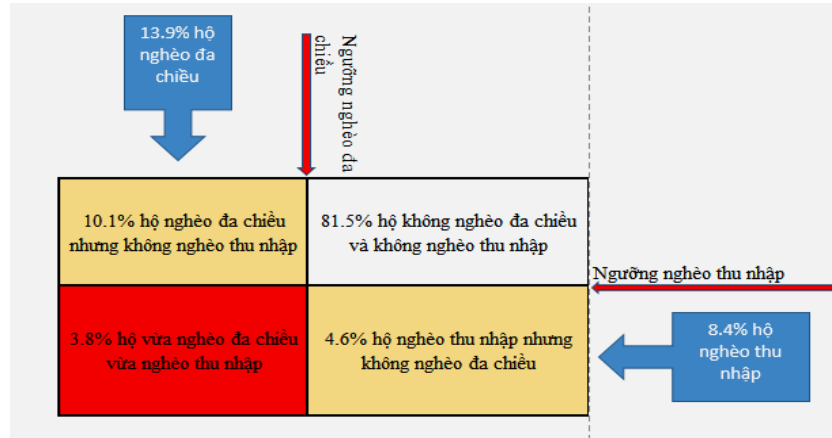 13.9% hộ
nghèo đa
chiều
Ngưỡng nghèo đa
chiều
10.1% hộ nghèo đa chiều
nhưng không nghèo thu nhập
81.5% hộ không nghèo đa chiều
và không nghèo thu nhập
Ngưỡng nghèo thu nhập
3.8% hộ vừa nghèo đa chiều
vừa nghèo thu nhập
4.6% hộ nghèo thu nhập nhưng
không nghèo đa chiều
8.4% hộ
nghèo thu
nhập